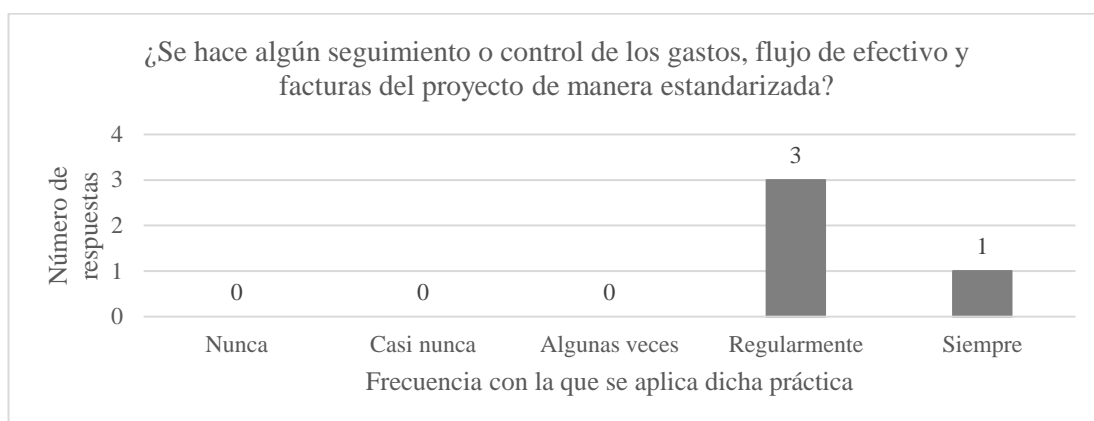 ¿Se hace algún seguimiento o control de los gastos, flujo de efectivo y
facturas del proyecto de manera estandarizada?
Número de
respuestas
4
3
2
1
0
0
0
0
3
1
Nunca
Casi nunca
Algunas veces
Regularmente
Siempre
Frecuencia con la que se aplica dicha práctica